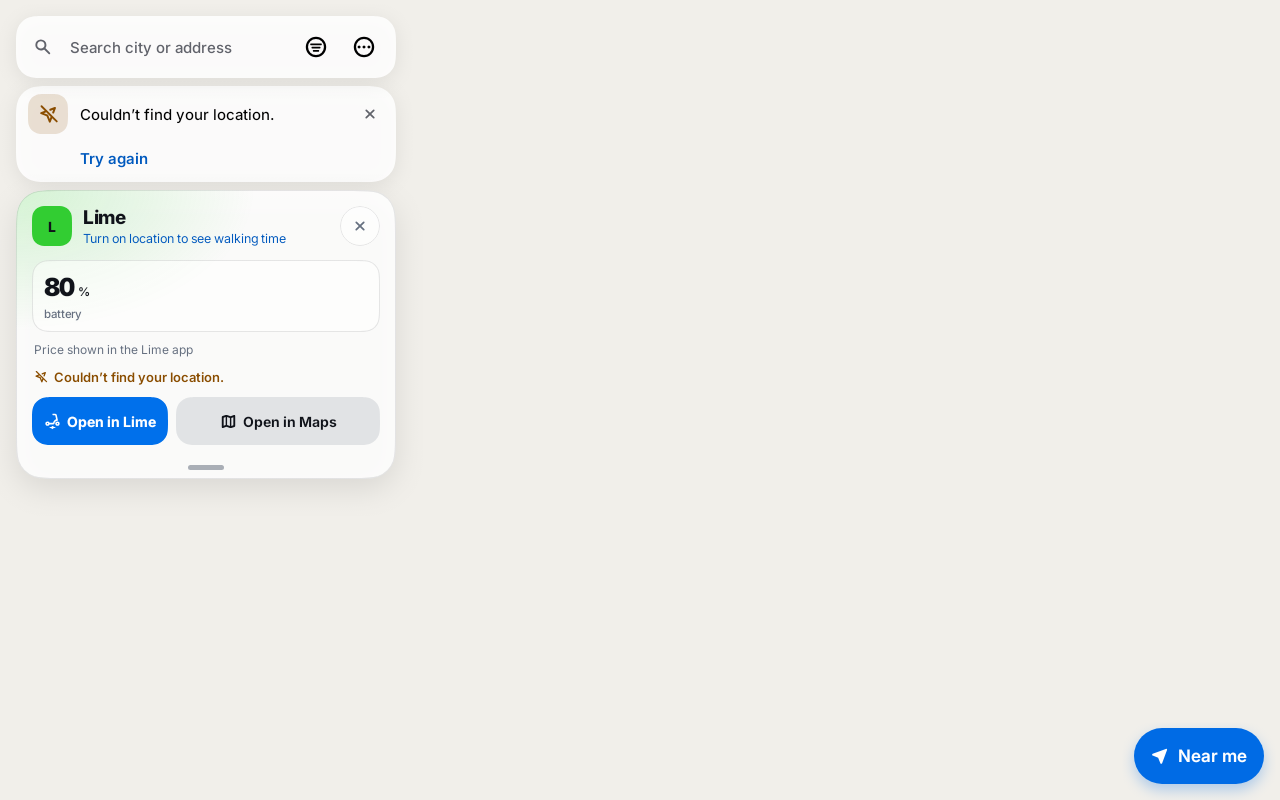 Search city or address
Couldn’t find your location.
Try again
L
Lime
Turn on location to see walking time
80 %
battery
Price shown in the Lime app
Couldn’t find your location.
Open in Lime
Open in Maps
Near me